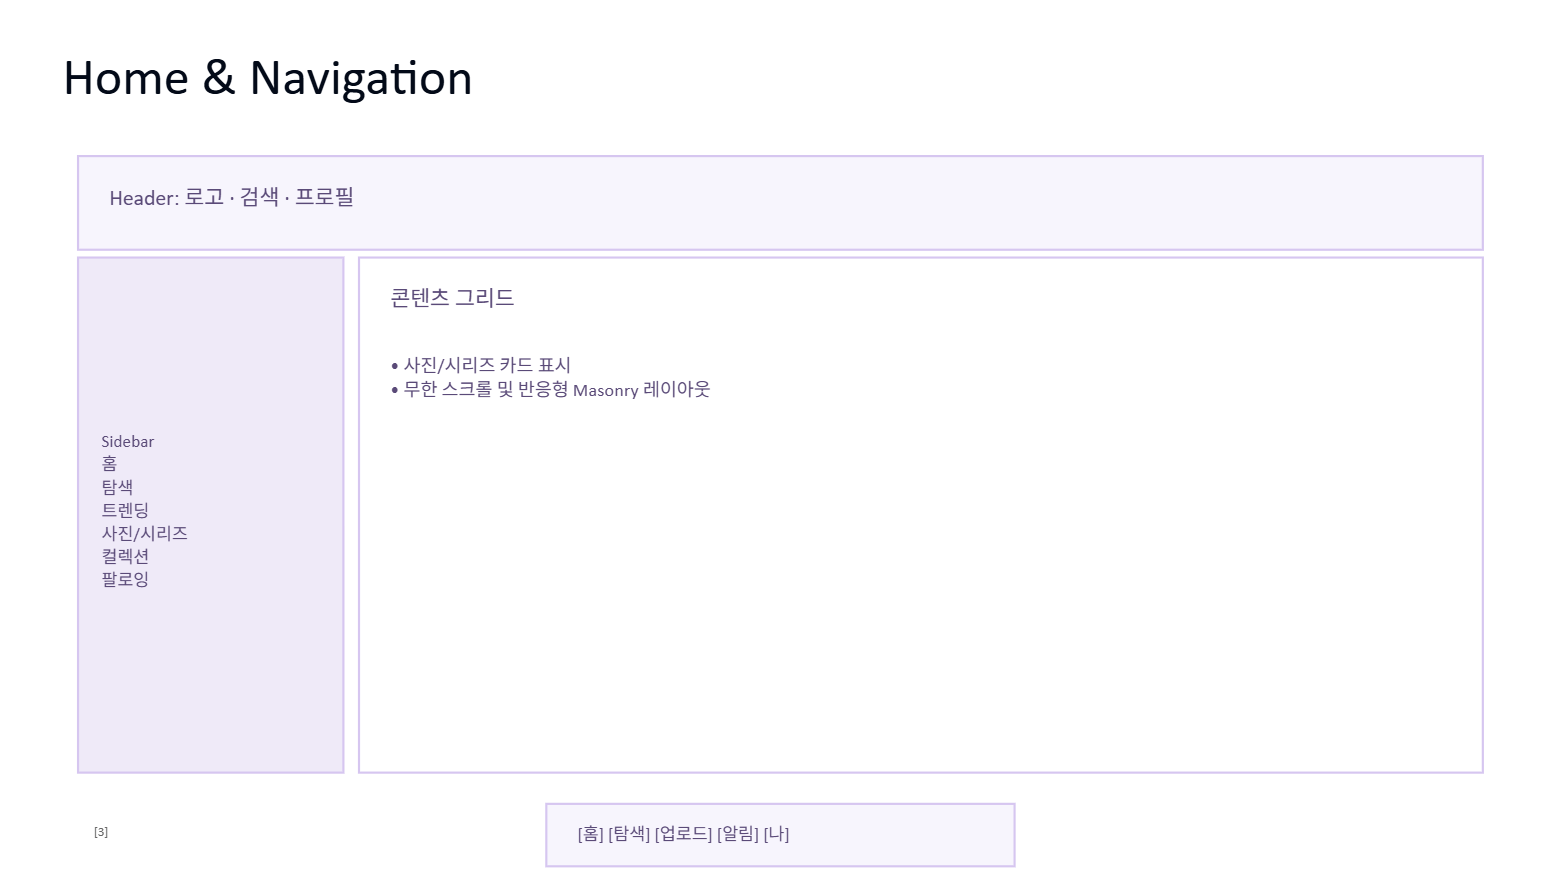 Home & Navigation
Header: 로고 · 검색 · 프로필
Sidebar
홈
탐색
트렌딩
사진/시리즈
컬렉션
팔로잉
콘텐츠 그리드
• 사진/시리즈 카드 표시
• 무한 스크롤 및 반응형 Masonry 레이아웃
[3]
[홈] [탐색] [업로드] [알림] [나]